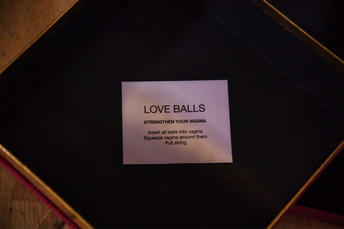 LOVE BALLS
STRENGTHEN YOUR VAGINA
Insert all balls into vagina
Squeeze vagina around them
Pull string.